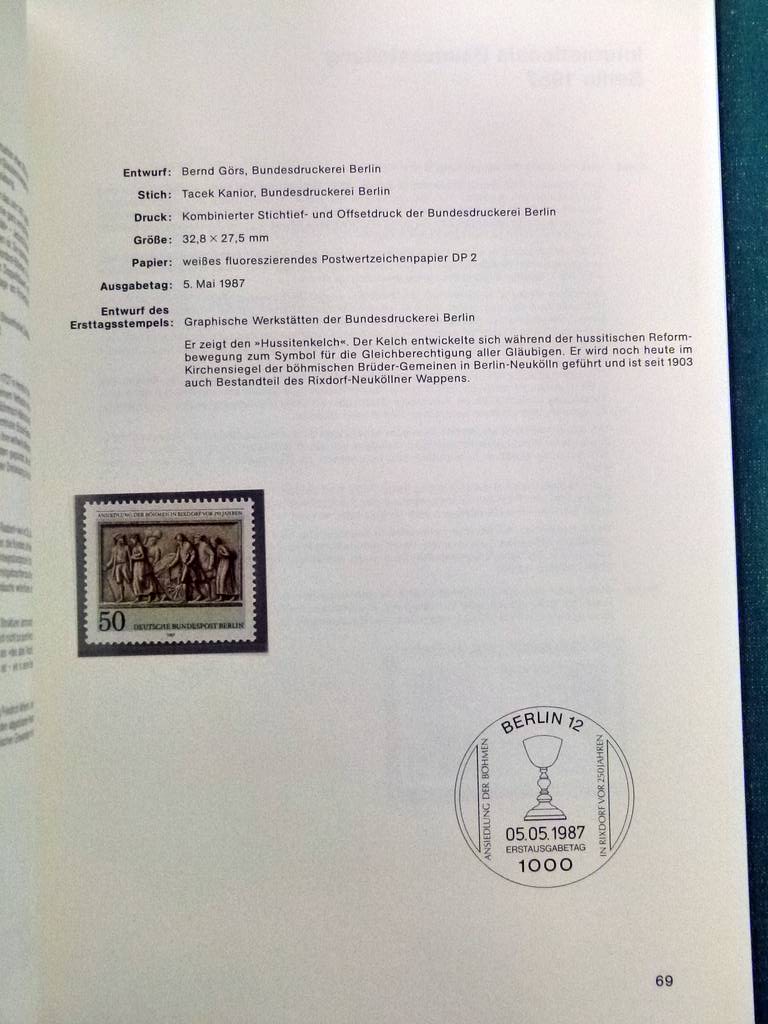 Entwurf: Bernd Görs, Bundesdruckerei Berlin
Stich: Tacek Kanior, Bundesdruckerei Berlin
Druck: Kombinierter Stichtief- und Offsetdruck der Bundesdruckerei Berlin
Größe: 32,8 × 27,5 mm
Papier: weißes fluoreszierendes Postwertzeichenpapier DP 2
Ausgabetag: 5. Mai 1987
Entwurf des
Ersttagsstempels: Graphische Werkstätten der Bundesdruckerei Berlin
Er zeigt den »Hussitenkelch«. Der Kelch entwickelte sich während der hussitischen Reform-
bewegung zum Symbol für die Gleichberechtigung aller Gläubigen. Er wird noch heute im
Kirchensiegel der böhmischen Brüder-Gemeinen in Berlin-Neukölln geführt und ist seit 1903
auch Bestandteil des Rixdorf-Neuköllner Wappens.
ANSIEDLUNG DER BÖHMEN IN RIXDORF VOR 250 JAHREN
50 DEUTSCHE BUNDESPOST BERLIN
1987
BERLIN 12
ANSIEDLUNG DER BÖHMEN
IN RIXDORF VOR 250 JAHREN
05.05.1987
ERSTAUSGABETAG
1000
69